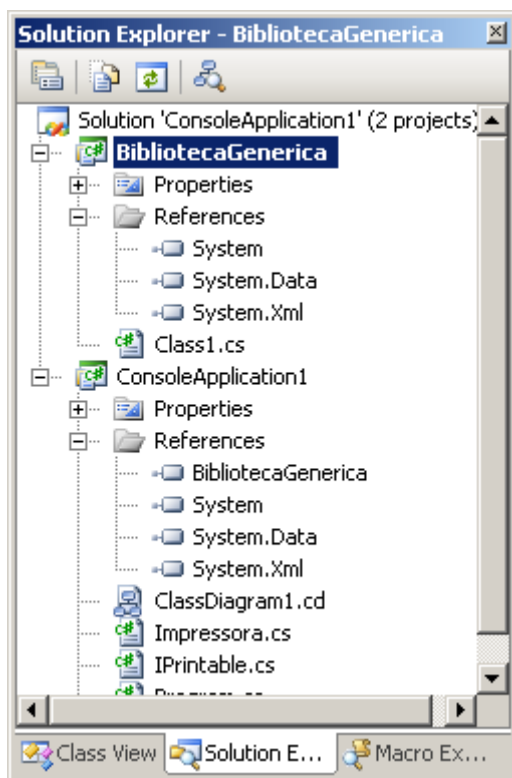 Solution Explorer - BibliotecaGenerica
Solution 'ConsoleApplication1' (2 projects)
BibliotecaGenerica
Properties
References
System
System.Data
System.Xml
Class1.cs
ConsoleApplication1
Properties
References
BibliotecaGenerica
System
System.Data
System.Xml
ClassDiagram1.cd
Impressora.cs
IPrintable.cs
Class View Solution E... Macro Ex...